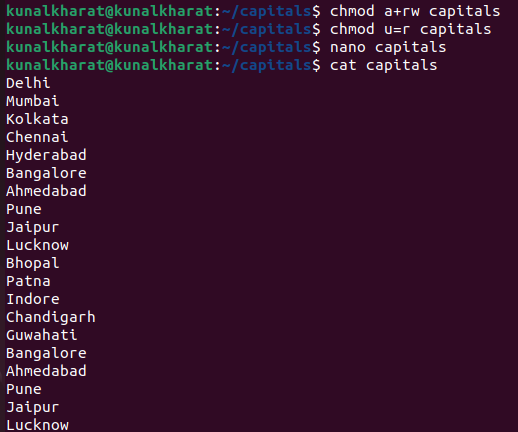 kunalkharat@kunalkharat:~/capitals$ chmod a+rw capitals
kunalkharat@kunalkharat:~/capitals$ chmod u=r capitals
kunalkharat@kunalkharat:~/capitals$ nano capitals
kunalkharat@kunalkharat:~/capitals$ cat capitals
Delhi
Mumbai
Kolkata
Chennai
Hyderabad
Bangalore
Ahmedabad
Pune
Jaipur
Lucknow
Bhopal
Patna
Indore
Chandigarh
Guwahati
Bangalore
Ahmedabad
Pune
Jaipur
Lucknow